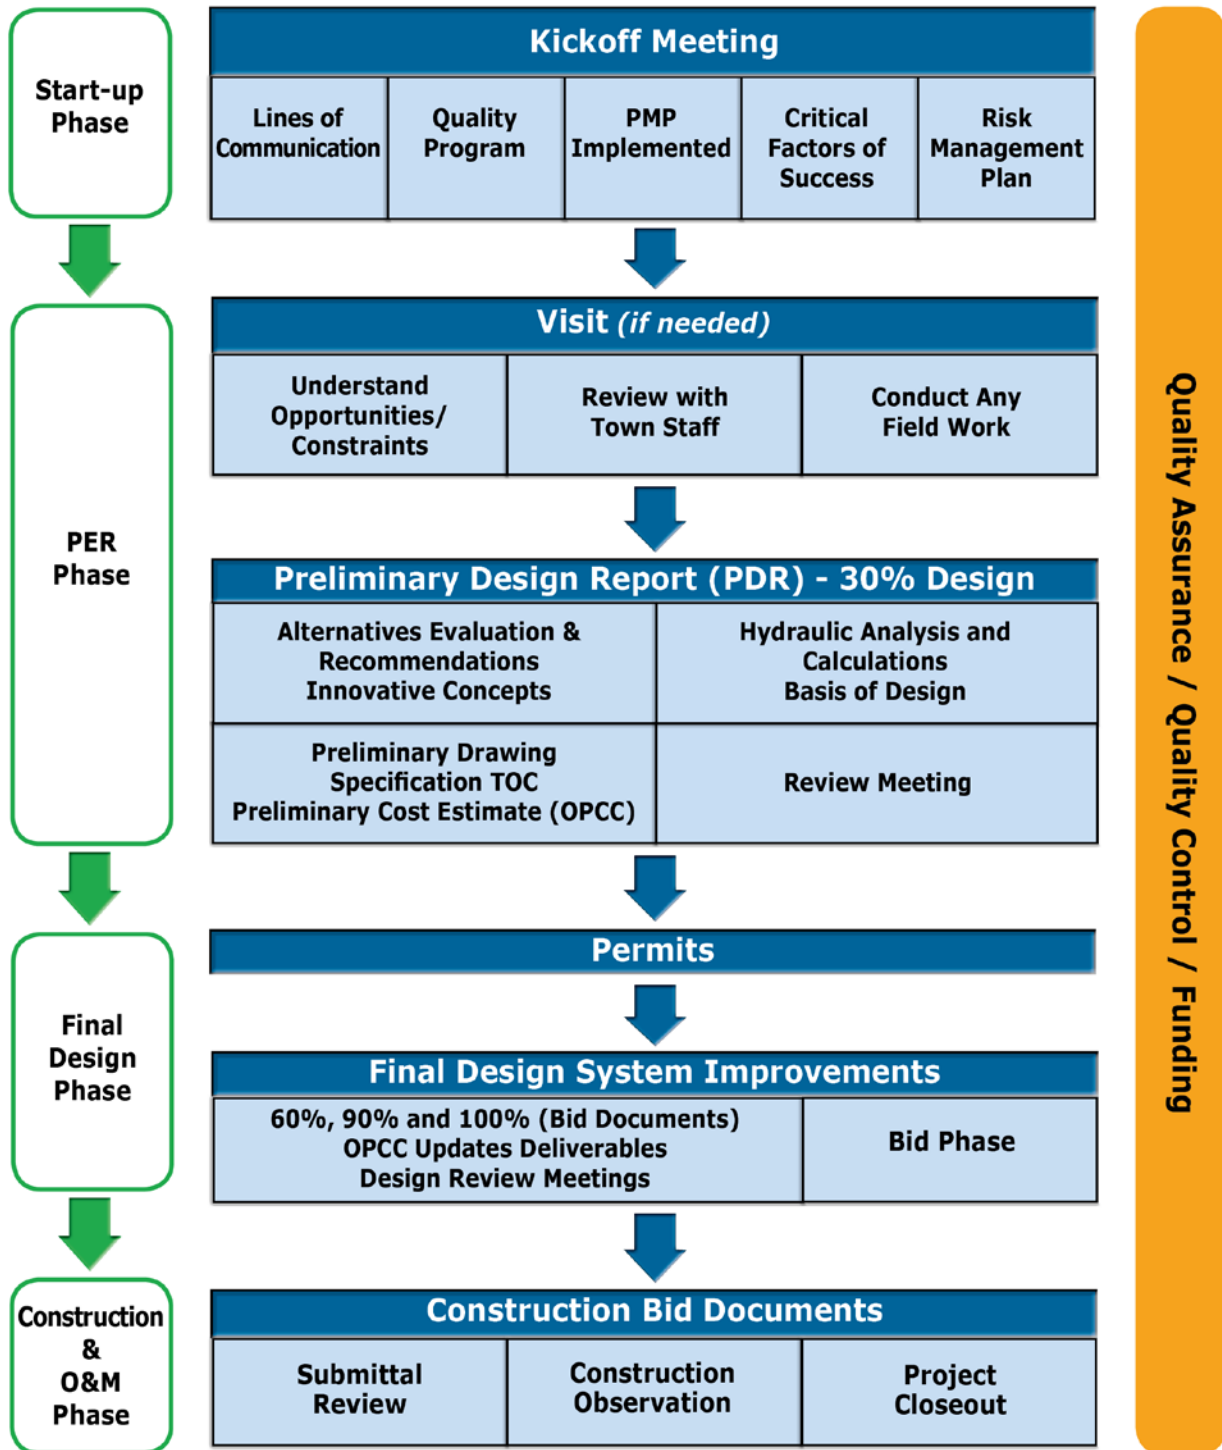 Start-up
Phase
Kickoff Meeting
Lines of
Communication
Quality
Program
PMP
Implemented
Critical
Factors of
Success
Risk
Management
Plan
PER
Phase
Visit (if needed)
Understand
Opportunities/
Constraints
Review with
Town Staff
Conduct Any
Field Work
Preliminary Design Report (PDR) - 30% Design
Alternatives Evaluation &
Recommendations
Innovative Concepts
Hydraulic Analysis and
Calculations
Basis of Design
Preliminary Drawing
Specification TOC
Preliminary Cost Estimate (OPCC)
Review Meeting
Final
Design
Phase
Permits
Final Design System Improvements
60%, 90% and 100% (Bid Documents)
OPCC Updates Deliverables
Design Review Meetings
Bid Phase
Construction
&
O&M
Phase
Construction Bid Documents
Submittal
Review
Construction
Observation
Project
Closeout
Quality Assurance / Quality Control / Funding